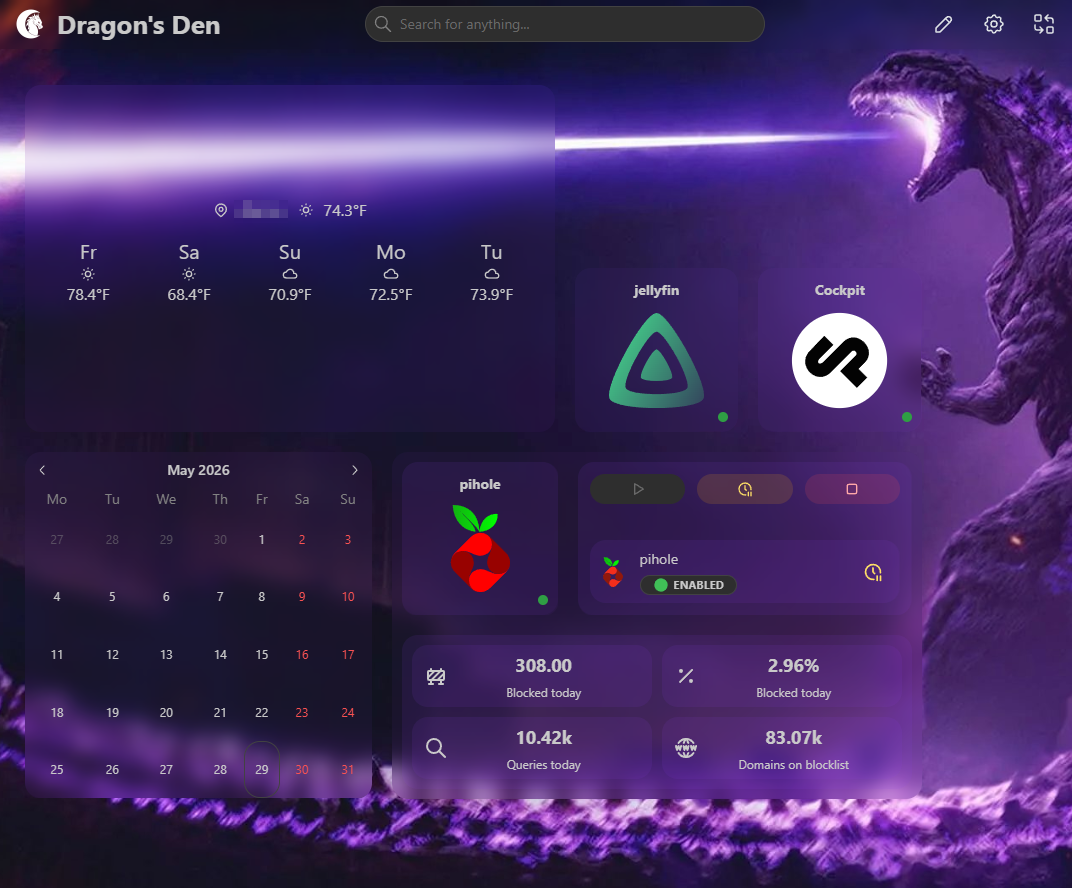 Dragon's Den
Search for anything...
74.3°F
Fr Sa Su Mo Tu
78.4°F 68.4°F 70.9°F 72.5°F 73.9°F
jellyfin
Cockpit
May 2026
Mo Tu We Th Fr Sa Su
27 28 29 30 1 2 3
4 5 6 7 8 9 10
11 12 13 14 15 16 17
18 19 20 21 22 23 24
25 26 27 28 29 30 31
pihole
pihole
ENABLED
308.00
Blocked today
2.96%
Blocked today
10.42k
Queries today
www
83.07k
Domains on blocklist